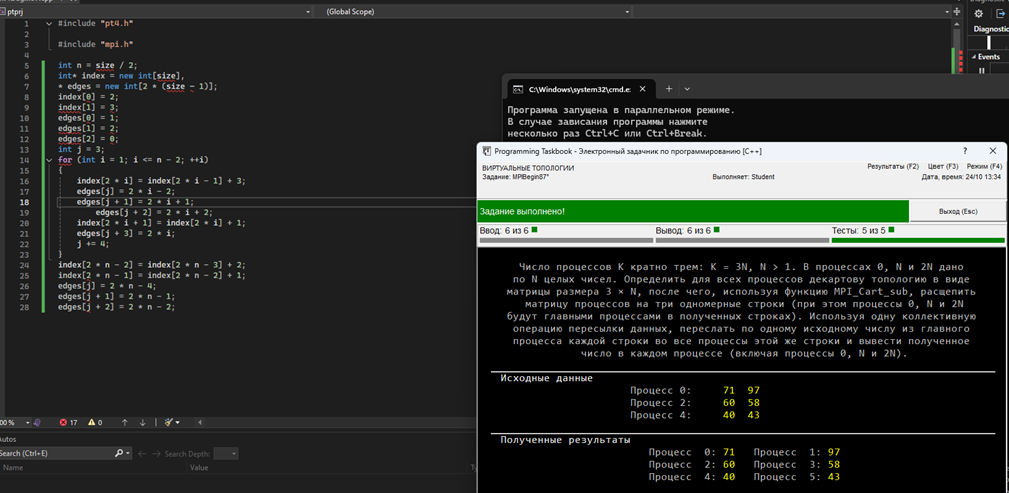 ptprj
(Global Scope)
Diagnostic
Events
1 #include "pt4.h"
2
3 #include "mpi.h"
4
5 int n = size / 2;
6 int* index = new int[size],
7 * edges = new int[2 * (size - 1)];
8 index[0] = 2;
9 index[1] = 3;
10 edges[0] = 1;
11 edges[1] = 2;
12 edges[2] = 0;
13 int j = 3;
14 for (int i = 1; i <= n - 2; ++i)
15 {
16 index[2 * i] = index[2 * i - 1] + 3;
17 edges[j] = 2 * i - 2;
18 edges[j + 1] = 2 * i + 1;
19 edges[j + 2] = 2 * i + 2;
20 index[2 * i + 1] = index[2 * i] + 1;
21 edges[j + 3] = 2 * i;
22 j += 4;
23 }
24 index[2 * n - 2] = index[2 * n - 3] + 2;
25 index[2 * n - 1] = index[2 * n - 2] + 1;
26 edges[j] = 2 * n - 4;
27 edges[j + 1] = 2 * n - 1;
28 edges[j + 2] = 2 * n - 2;
00 % 17 0
Autos
Search (Ctrl+E) Search Depth:
Name Value
C:\Windows\system32\cmd.e
Программа запущена в параллельном режиме.
В случае зависания программы нажмите
несколько раз Ctrl+C или Ctrl+Break.
Programming Taskbook - Электронный задачник по программированию [C++]
ВИРТУАЛЬНЫЕ ТОПОЛОГИИ
Результаты (F2) Цвет (F3) Режим (F4)
Задание: MPIBegin87° Выполняет: Student Дата, время: 24/10 13:34
Задание выполнено! Выход (Esc)
Ввод: 6 из 6 Вывод: 6 из 6 Тесты: 5 из 5
Число процессов K кратно трем: K = 3N, N > 1. В процессах 0, N и 2N дано
по N целых чисел. Определить для всех процессов декартову топологию в виде
матрицы размера 3 × N, после чего, используя функцию MPI_Cart_sub, расщепить
матрицу процессов на три одномерные строки (при этом процессы 0, N и 2N
будут главными процессами в полученных строках). Используя одну коллективную
операцию пересылки данных, переслать по одному исходному числу из главного
процесса каждой строки во все процессы этой же строки и вывести полученное
число в каждом процессе (включая процессы 0, N и 2N).
Исходные данные
Процесс 0: 71 97
Процесс 2: 60 58
Процесс 4: 40 43
Полученные результаты
Процесс 0: 71 Процесс 1: 97
Процесс 2: 60 Процесс 3: 58
Процесс 4: 40 Процесс 5: 43